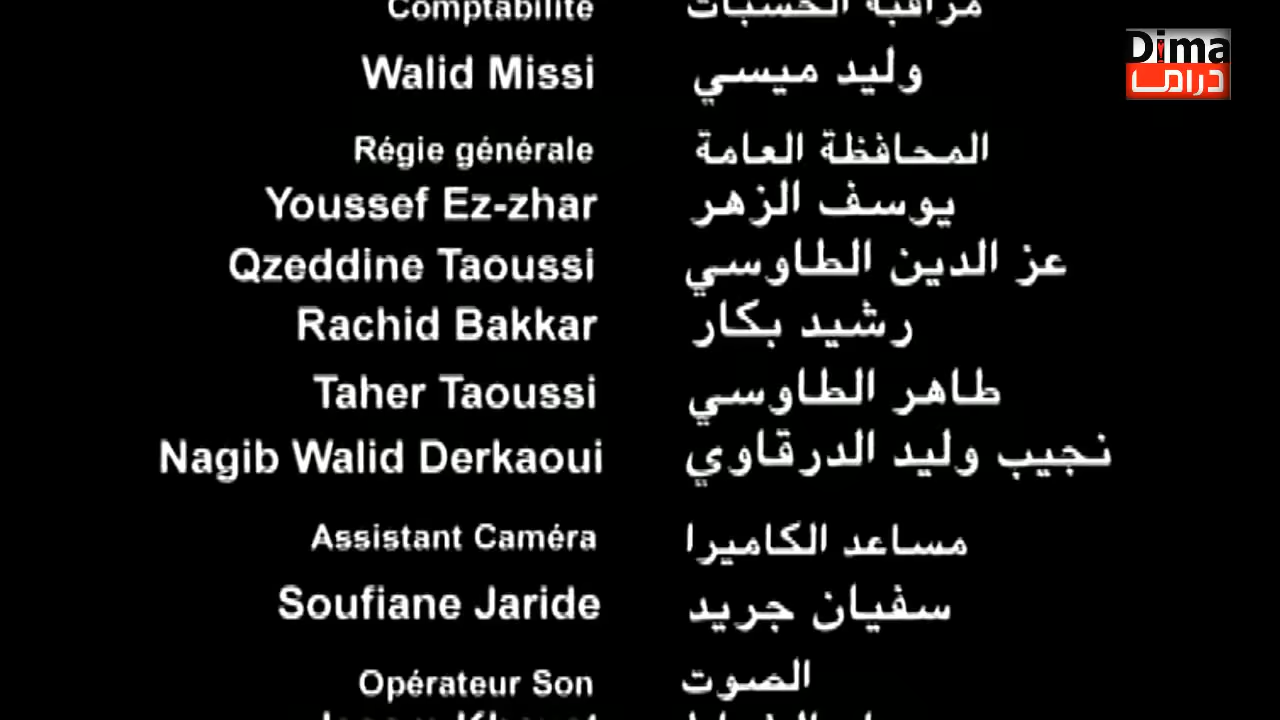 Comptabilité مراقبة الحسبات
Dima
دراما
Walid Missi وليد ميسي
Régie générale المحافظة العامة
Youssef Ez-zhar يوسف الزهر
Qzeddine Taoussi عز الدين الطاوسي
Rachid Bakkar رشيد بكار
Taher Taoussi طاهر الطاوسي
Nagib Walid Derkaoui نجيب وليد الدرقاوي
Assistant Caméra مساعد الكاميرا
Soufiane Jaride سفيان جريد
Opérateur Son الصوت